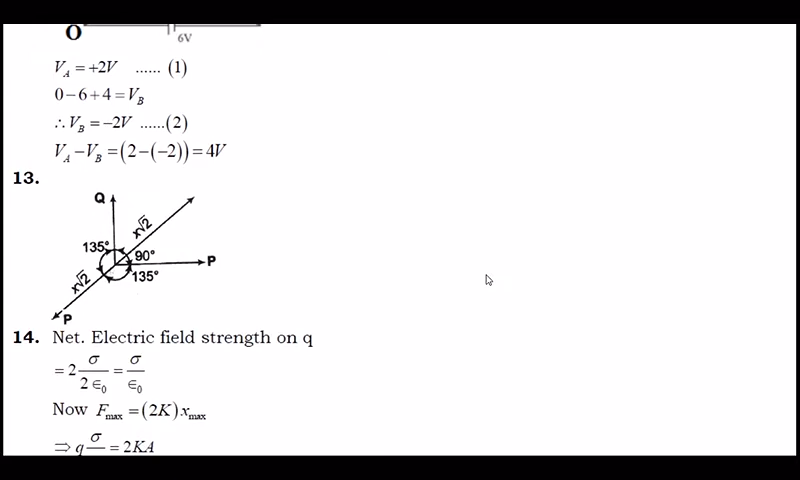 O
6V
V_A = +2V ...... (1)
0 − 6 + 4 = V_B
∴ V_B = −2V ......(2)
V_A − V_B = (2 − (−2)) = 4V
13.
Q
x√2
135°
90°
P
135°
x√2
P
14. Net. Electric field strength on q
= 2 σ/2∈₀ = σ/∈₀
Now F_max = (2K) x_max
⇒ q σ/ = 2KA